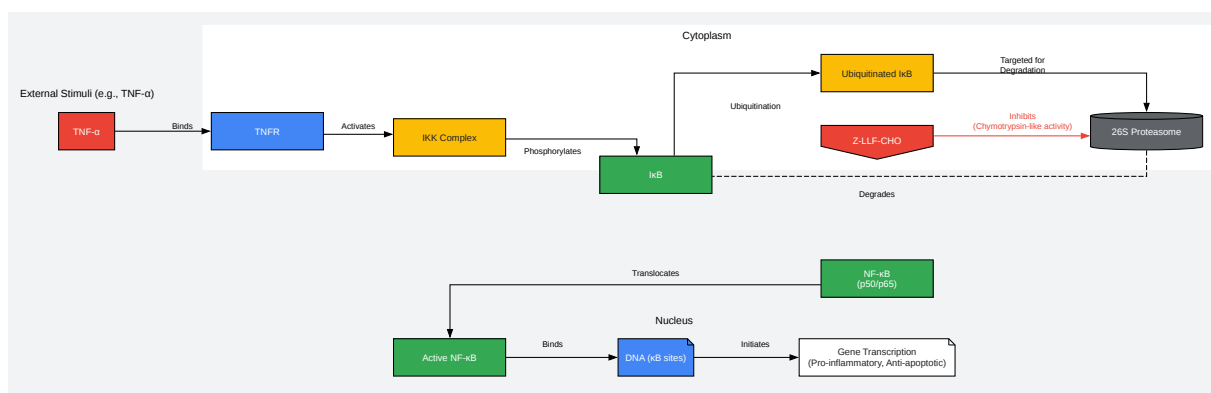 Cytoplasm
External Stimuli (e.g., TNF-α)
TNF-α
Binds
TNFR
Activates
IKK Complex
Phosphorylates
IκB
Ubiquitination
Ubiquitinated IκB
Targeted for
Degradation
Z-LLF-CHO
Inhibits
(Chymotrypsin-like activity)
26S Proteasome
Degrades
NF-κB
(p50/p65)
Translocates
Nucleus
Active NF-κB
Binds
DNA (κB sites)
Initiates
Gene Transcription
(Pro-inflammatory, Anti-apoptotic)